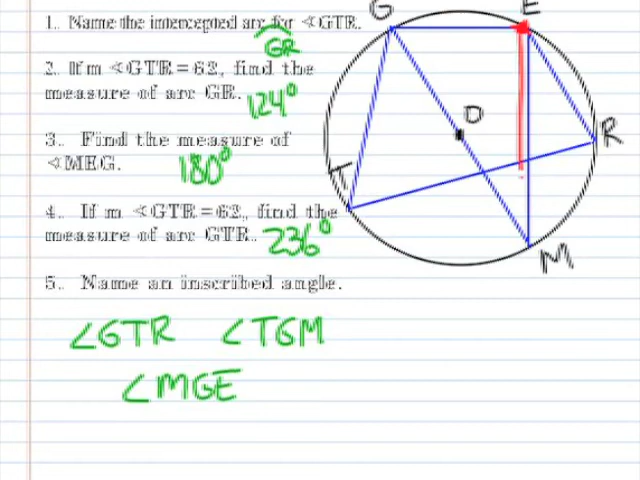 1. Name the intercepted arc for ∢GTR.
GR
2. If m ∢GTR = 62, find the
measure of arc GR. 124°
3. Find the measure of
∢MEG. 180°
4. If m ∢GTR = 62, find the
measure of arc GTR. 236°
5. Name an inscribed angle.
∠GTR ∠TGM
∠MGE
G E
O
R
T
M